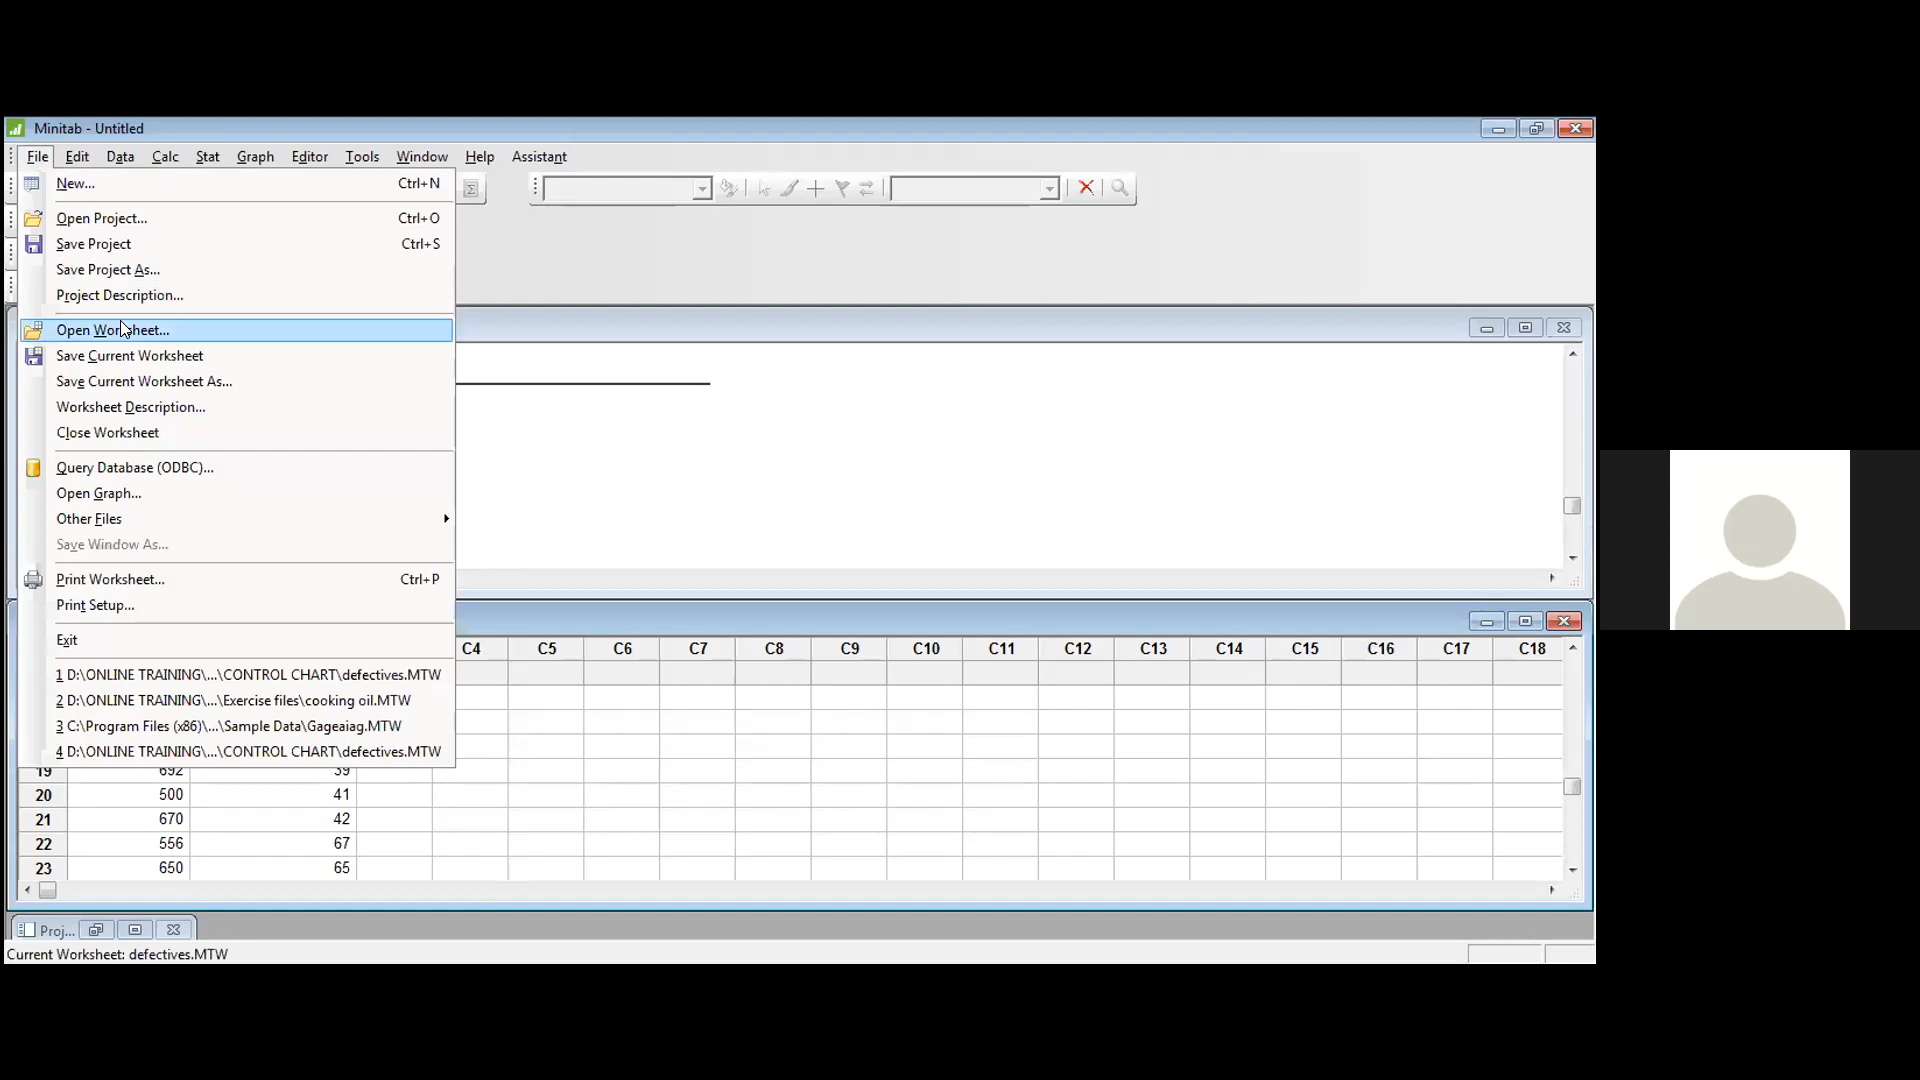 Minitab - Untitled
File Edit Data Calc Stat Graph Editor Tools Window Help Assistant
New... Ctrl+N
Open Project... Ctrl+O
Save Project Ctrl+S
Save Project As...
Project Description...
Open Worksheet...
Save Current Worksheet
Save Current Worksheet As...
Worksheet Description...
Close Worksheet
Query Database (ODBC)...
Open Graph...
Other Files
Save Window As...
Print Worksheet... Ctrl+P
Print Setup...
Exit
1 D:\ONLINE TRAINING\...\CONTROL CHART\defectives.MTW
2 D:\ONLINE TRAINING\...\Exercise files\cooking oil.MTW
3 C:\Program Files (x86)\...\Sample Data\Gageaiag.MTW
4 D:\ONLINE TRAINING\...\CONTROL CHART\defectives.MTW
C4 C5 C6 C7 C8 C9 C10 C11 C12 C13 C14 C15 C16 C17 C18
19 692 39
20 500 41
21 670 42
22 556 67
23 650 65
Proj...
Current Worksheet: defectives.MTW